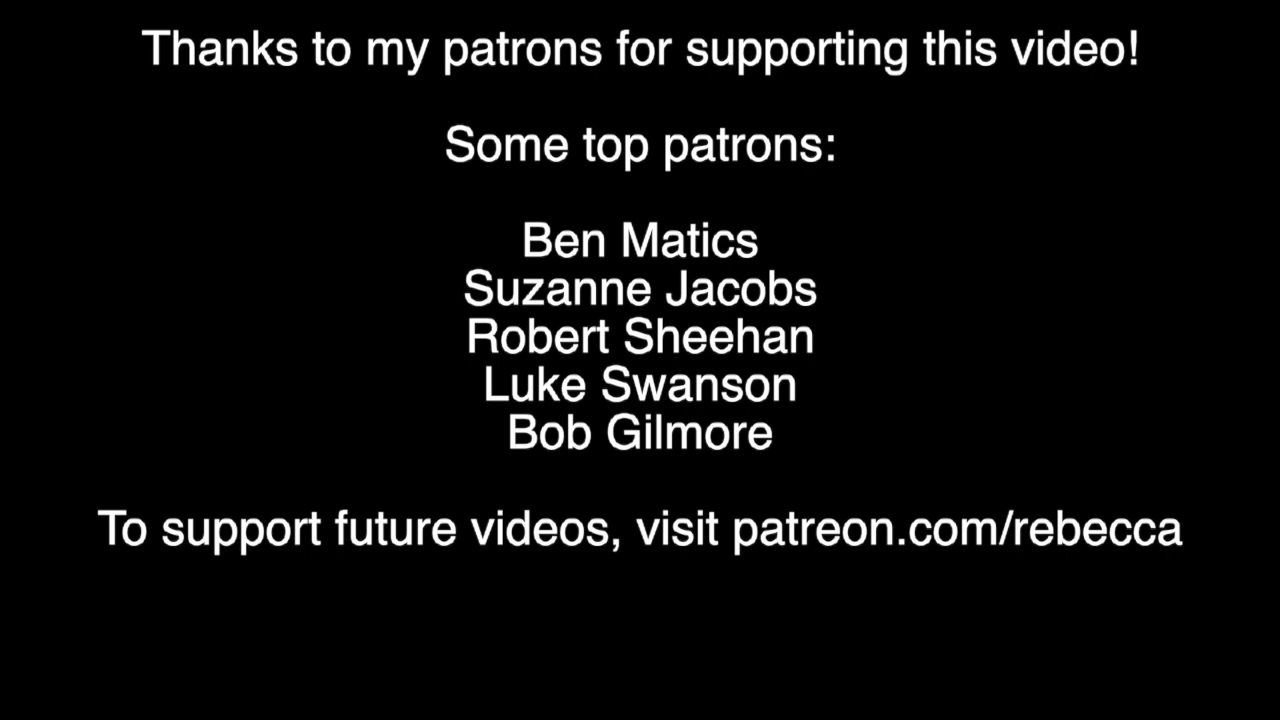 Thanks to my patrons for supporting this video!
Some top patrons:
Ben Matics
Suzanne Jacobs
Robert Sheehan
Luke Swanson
Bob Gilmore
To support future videos, visit patreon.com/rebecca